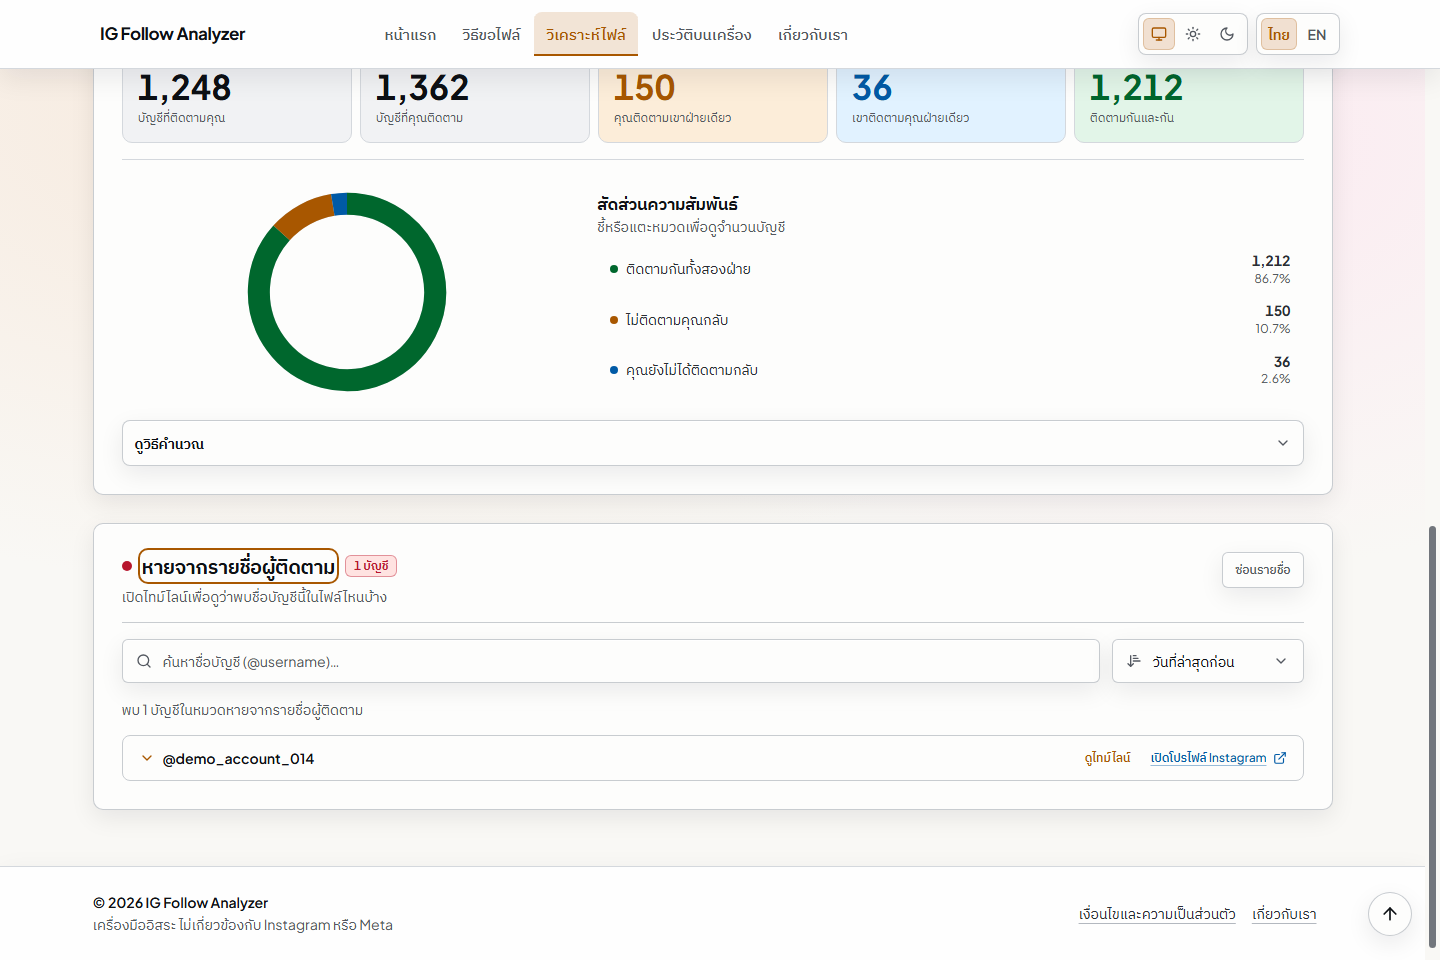 IG Follow Analyzer
หน้าแรก
วิธีขอไฟล์
วิเคราะห์ไฟล์
ประวัติบนเครื่อง
เกี่ยวกับเรา
ไทย
EN
1,248
บัญชีที่ติดตามคุณ
1,362
บัญชีที่คุณติดตาม
150
คุณติดตามเขาฝ่ายเดียว
36
เขาติดตามคุณฝ่ายเดียว
1,212
ติดตามกันและกัน
สัดส่วนความสัมพันธ์
ชี้หรือแตะหมวดเพื่อดูจำนวนบัญชี
ติดตามกันทั้งสองฝ่าย
1,212
86.7%
ไม่ติดตามคุณกลับ
150
10.7%
คุณยังไม่ได้ติดตามกลับ
36
2.6%
ดูวิธีคำนวณ
หายจากรายชื่อผู้ติดตาม
1 บัญชี
ซ่อนรายชื่อ
เปิดไทม์ไลน์เพื่อดูว่าพบชื่อบัญชีนี้ในไฟล์ไหนบ้าง
ค้นหาชื่อบัญชี (@username)...
วันที่ล่าสุดก่อน
พบ 1 บัญชีในหมวดหายจากรายชื่อผู้ติดตาม
@demo_account_014
ดูไทม์ไลน์
เปิดโปรไฟล์ Instagram
© 2026 IG Follow Analyzer
เครื่องมืออิสระ ไม่เกี่ยวข้องกับ Instagram หรือ Meta
เงื่อนไขและความเป็นส่วนตัว
เกี่ยวกับเรา